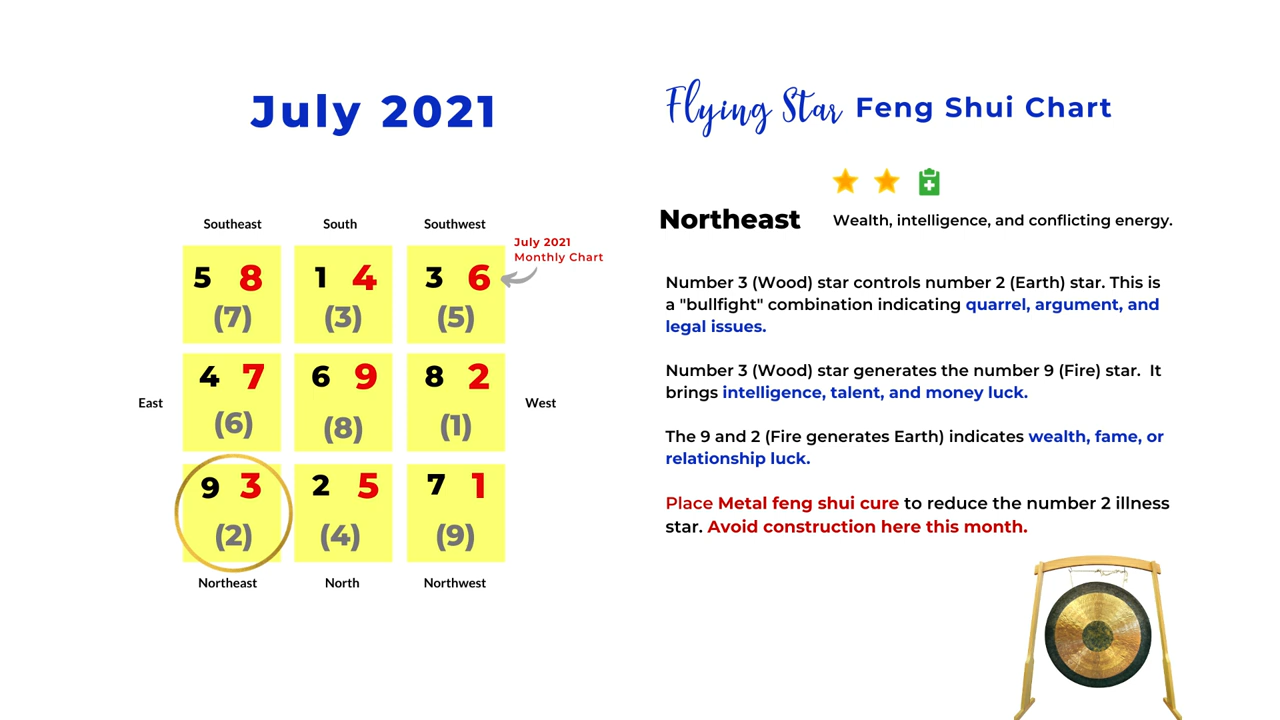 July 2021
Flying Star Feng Shui Chart
Southeast South Southwest
July 2021
Monthly Chart
5 8 1 4 3 6
(7) (3) (5)
East
4 7 6 9 8 2
(6) (8) (1)
West
9 3 2 5 7 1
(2) (4) (9)
Northeast North Northwest
Northeast Wealth, intelligence, and conflicting energy.
Number 3 (Wood) star controls number 2 (Earth) star. This is
a "bullfight" combination indicating quarrel, argument, and
legal issues.
Number 3 (Wood) star generates the number 9 (Fire) star. It
brings intelligence, talent, and money luck.
The 9 and 2 (Fire generates Earth) indicates wealth, fame, or
relationship luck.
Place Metal feng shui cure to reduce the number 2 illness
star. Avoid construction here this month.